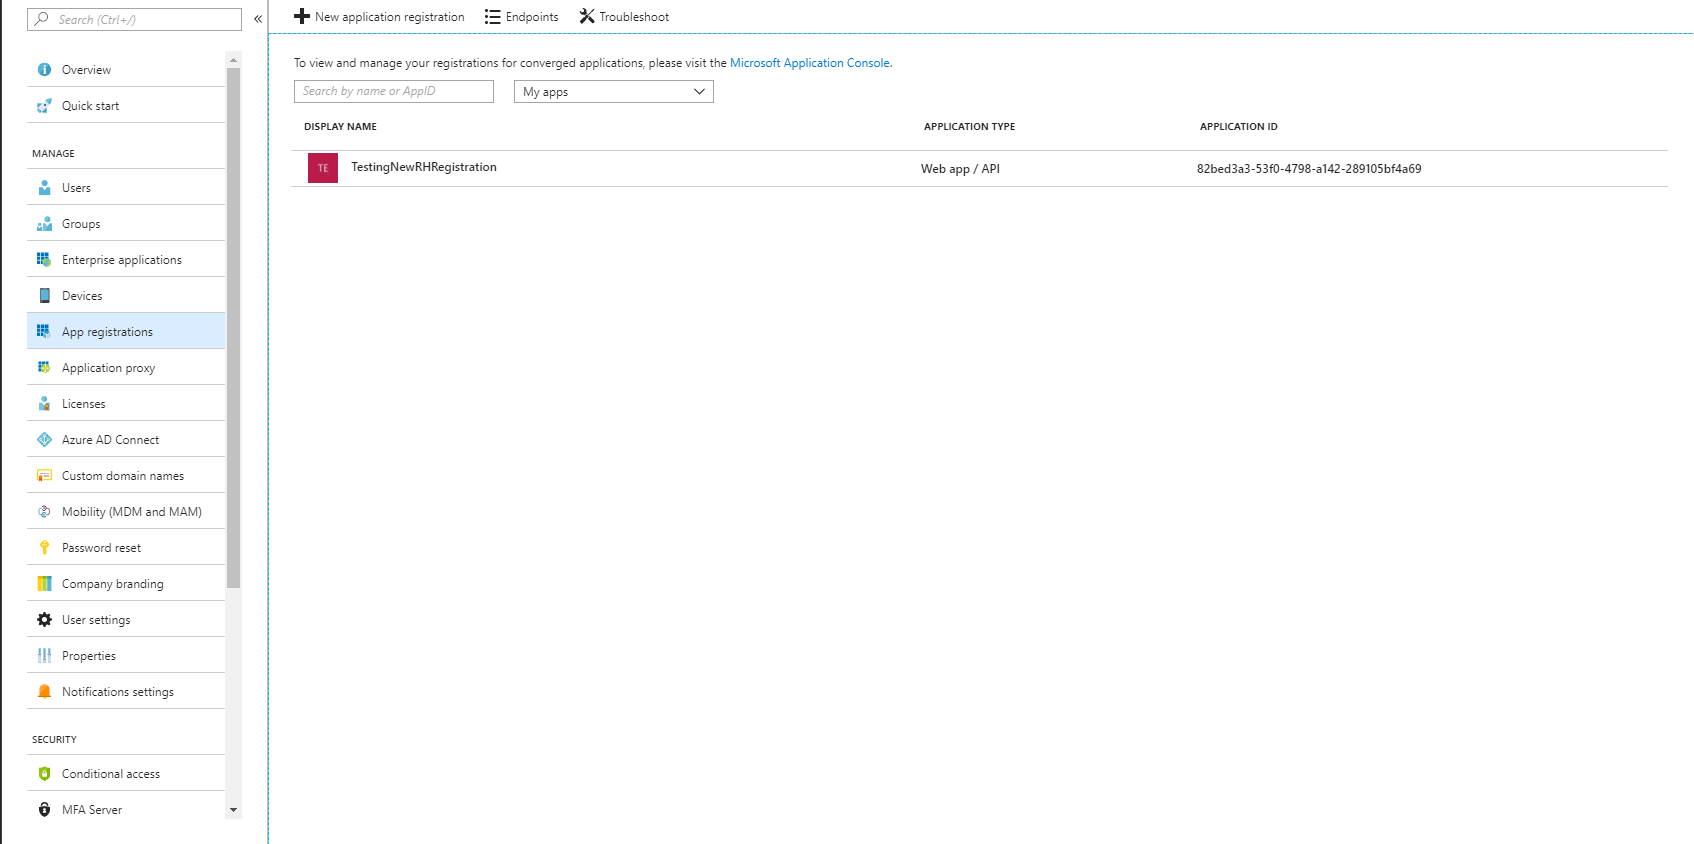 Search (Ctrl+/)
«
Overview
Quick start
MANAGE
Users
Groups
Enterprise applications
Devices
App registrations
Application proxy
Licenses
Azure AD Connect
Custom domain names
Mobility (MDM and MAM)
Password reset
Company branding
User settings
Properties
Notifications settings
SECURITY
Conditional access
MFA Server
New application registration
Endpoints
Troubleshoot
To view and manage your registrations for converged applications, please visit the Microsoft Application Console.
Search by name or AppID
My apps
DISPLAY NAME APPLICATION TYPE APPLICATION ID
TE TestingNewRHRegistration Web app / API 82bed3a3-53f0-4798-a142-289105bf4a69